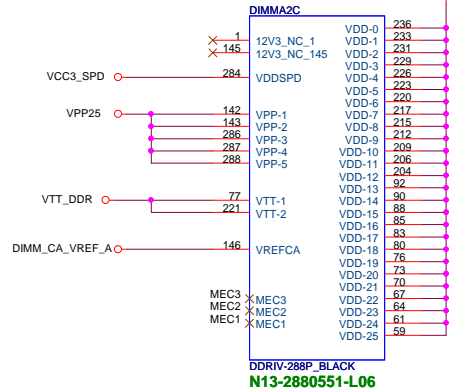 DIMMA2C
1 12V3_NC_1 VDD-0 236
145 12V3_NC_145 VDD-1 233
VDD-2 231
VDD-3 229
VCC3_SPD 284 VDDSPD VDD-4 226
VDD-5 223
VDD-6 220
VPP25 142 VPP-1 VDD-7 217
143 VPP-2 VDD-8 215
286 VPP-3 VDD-9 212
287 VPP-4 VDD-10 209
288 VPP-5 VDD-11 206
VDD-12 204
VDD-13 92
VTT_DDR 77 VTT-1 VDD-14 90
221 VTT-2 VDD-15 88
VDD-16 85
VDD-17 83
DIMM_CA_VREF_A 146 VREFCA VDD-18 80
VDD-19 76
VDD-20 73
VDD-21 70
MEC3 MEC3 VDD-22 67
MEC2 MEC2 VDD-23 64
MEC1 MEC1 VDD-24 61
VDD-25 59
DDRIV-288P_BLACK
N13-2880551-L06